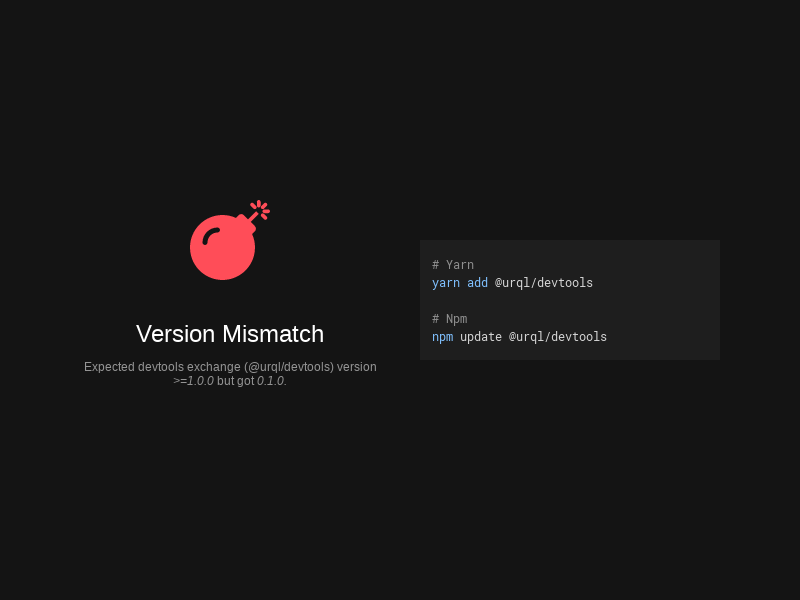 Version Mismatch
Expected devtools exchange (@urql/devtools) version
>=1.0.0 but got 0.1.0.
# Yarn
yarn add @urql/devtools
# Npm
npm update @urql/devtools